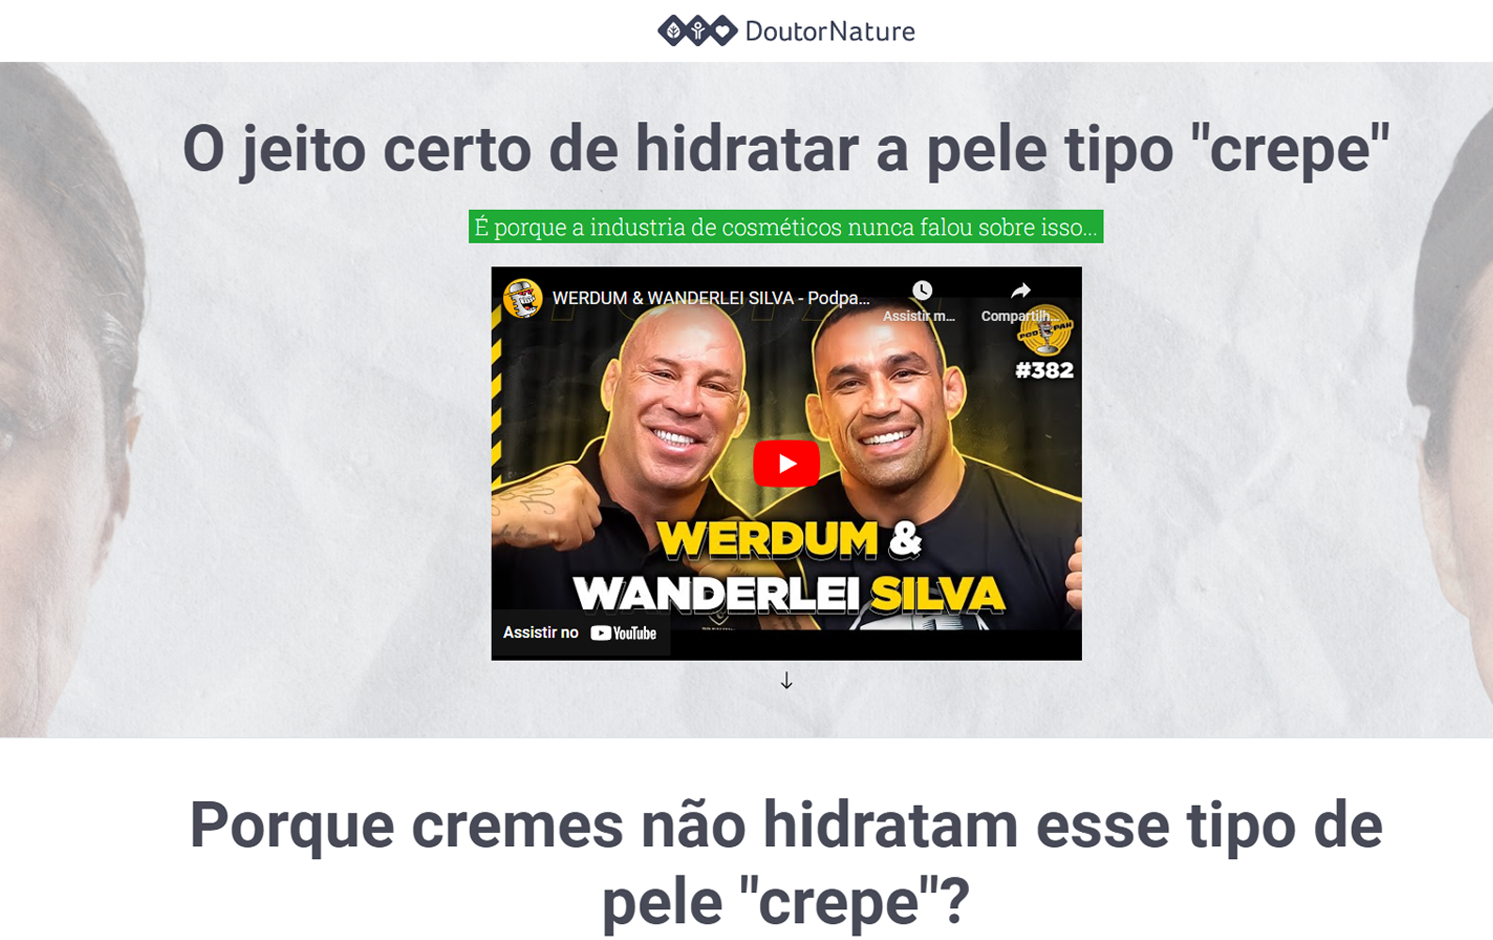 DoutorNature
O jeito certo de hidratar a pele tipo "crepe"
É porque a industria de cosméticos nunca falou sobre isso...
WERDUM & WANDERLEI SILVA - Podpa...
Assistir m...
Compartilh...
POD PAH
#382
WERDUM &
WANDERLEI SILVA
Assistir no YouTube
Porque cremes não hidratam esse tipo de
pele "crepe"?